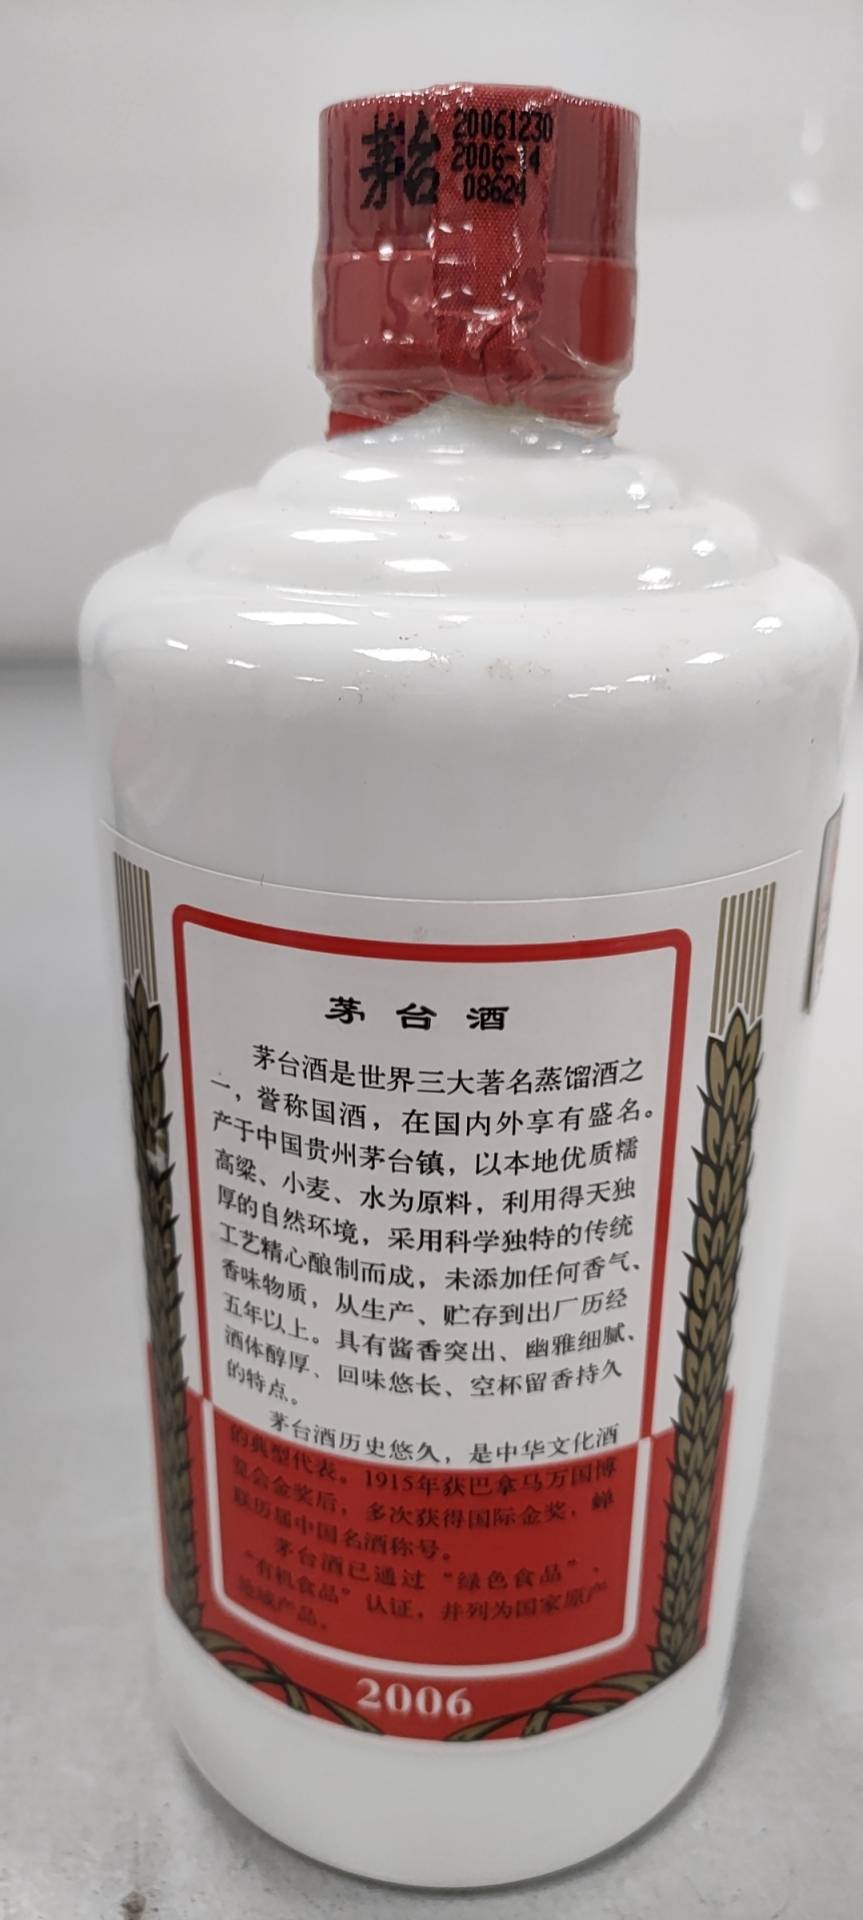 茅台
20061230
2006-14
08624
茅台酒
茅台酒是世界三大著名蒸馏酒之
一，誉称国酒，在国内外享有盛名。
产于中国贵州茅台镇，以本地优质糯
高粱、小麦、水为原料，利用得天独
厚的自然环境，采用科学独特的传统
工艺精心酿制而成，未添加任何香气、
香味物质，从生产、贮存到出厂历经
五年以上。具有酱香突出、幽雅细腻、
酒体醇厚、回味悠长、空杯留香持久
的特点。
茅台酒历史悠久，是中华文化酒
的典型代表。1915年获巴拿马万国博
览会金奖后，多次获得国际金奖，蝉
联历届中国名酒称号。
茅台酒已通过“绿色食品”、
“有机食品”认证，并列为国家原产
地域产品。
2006